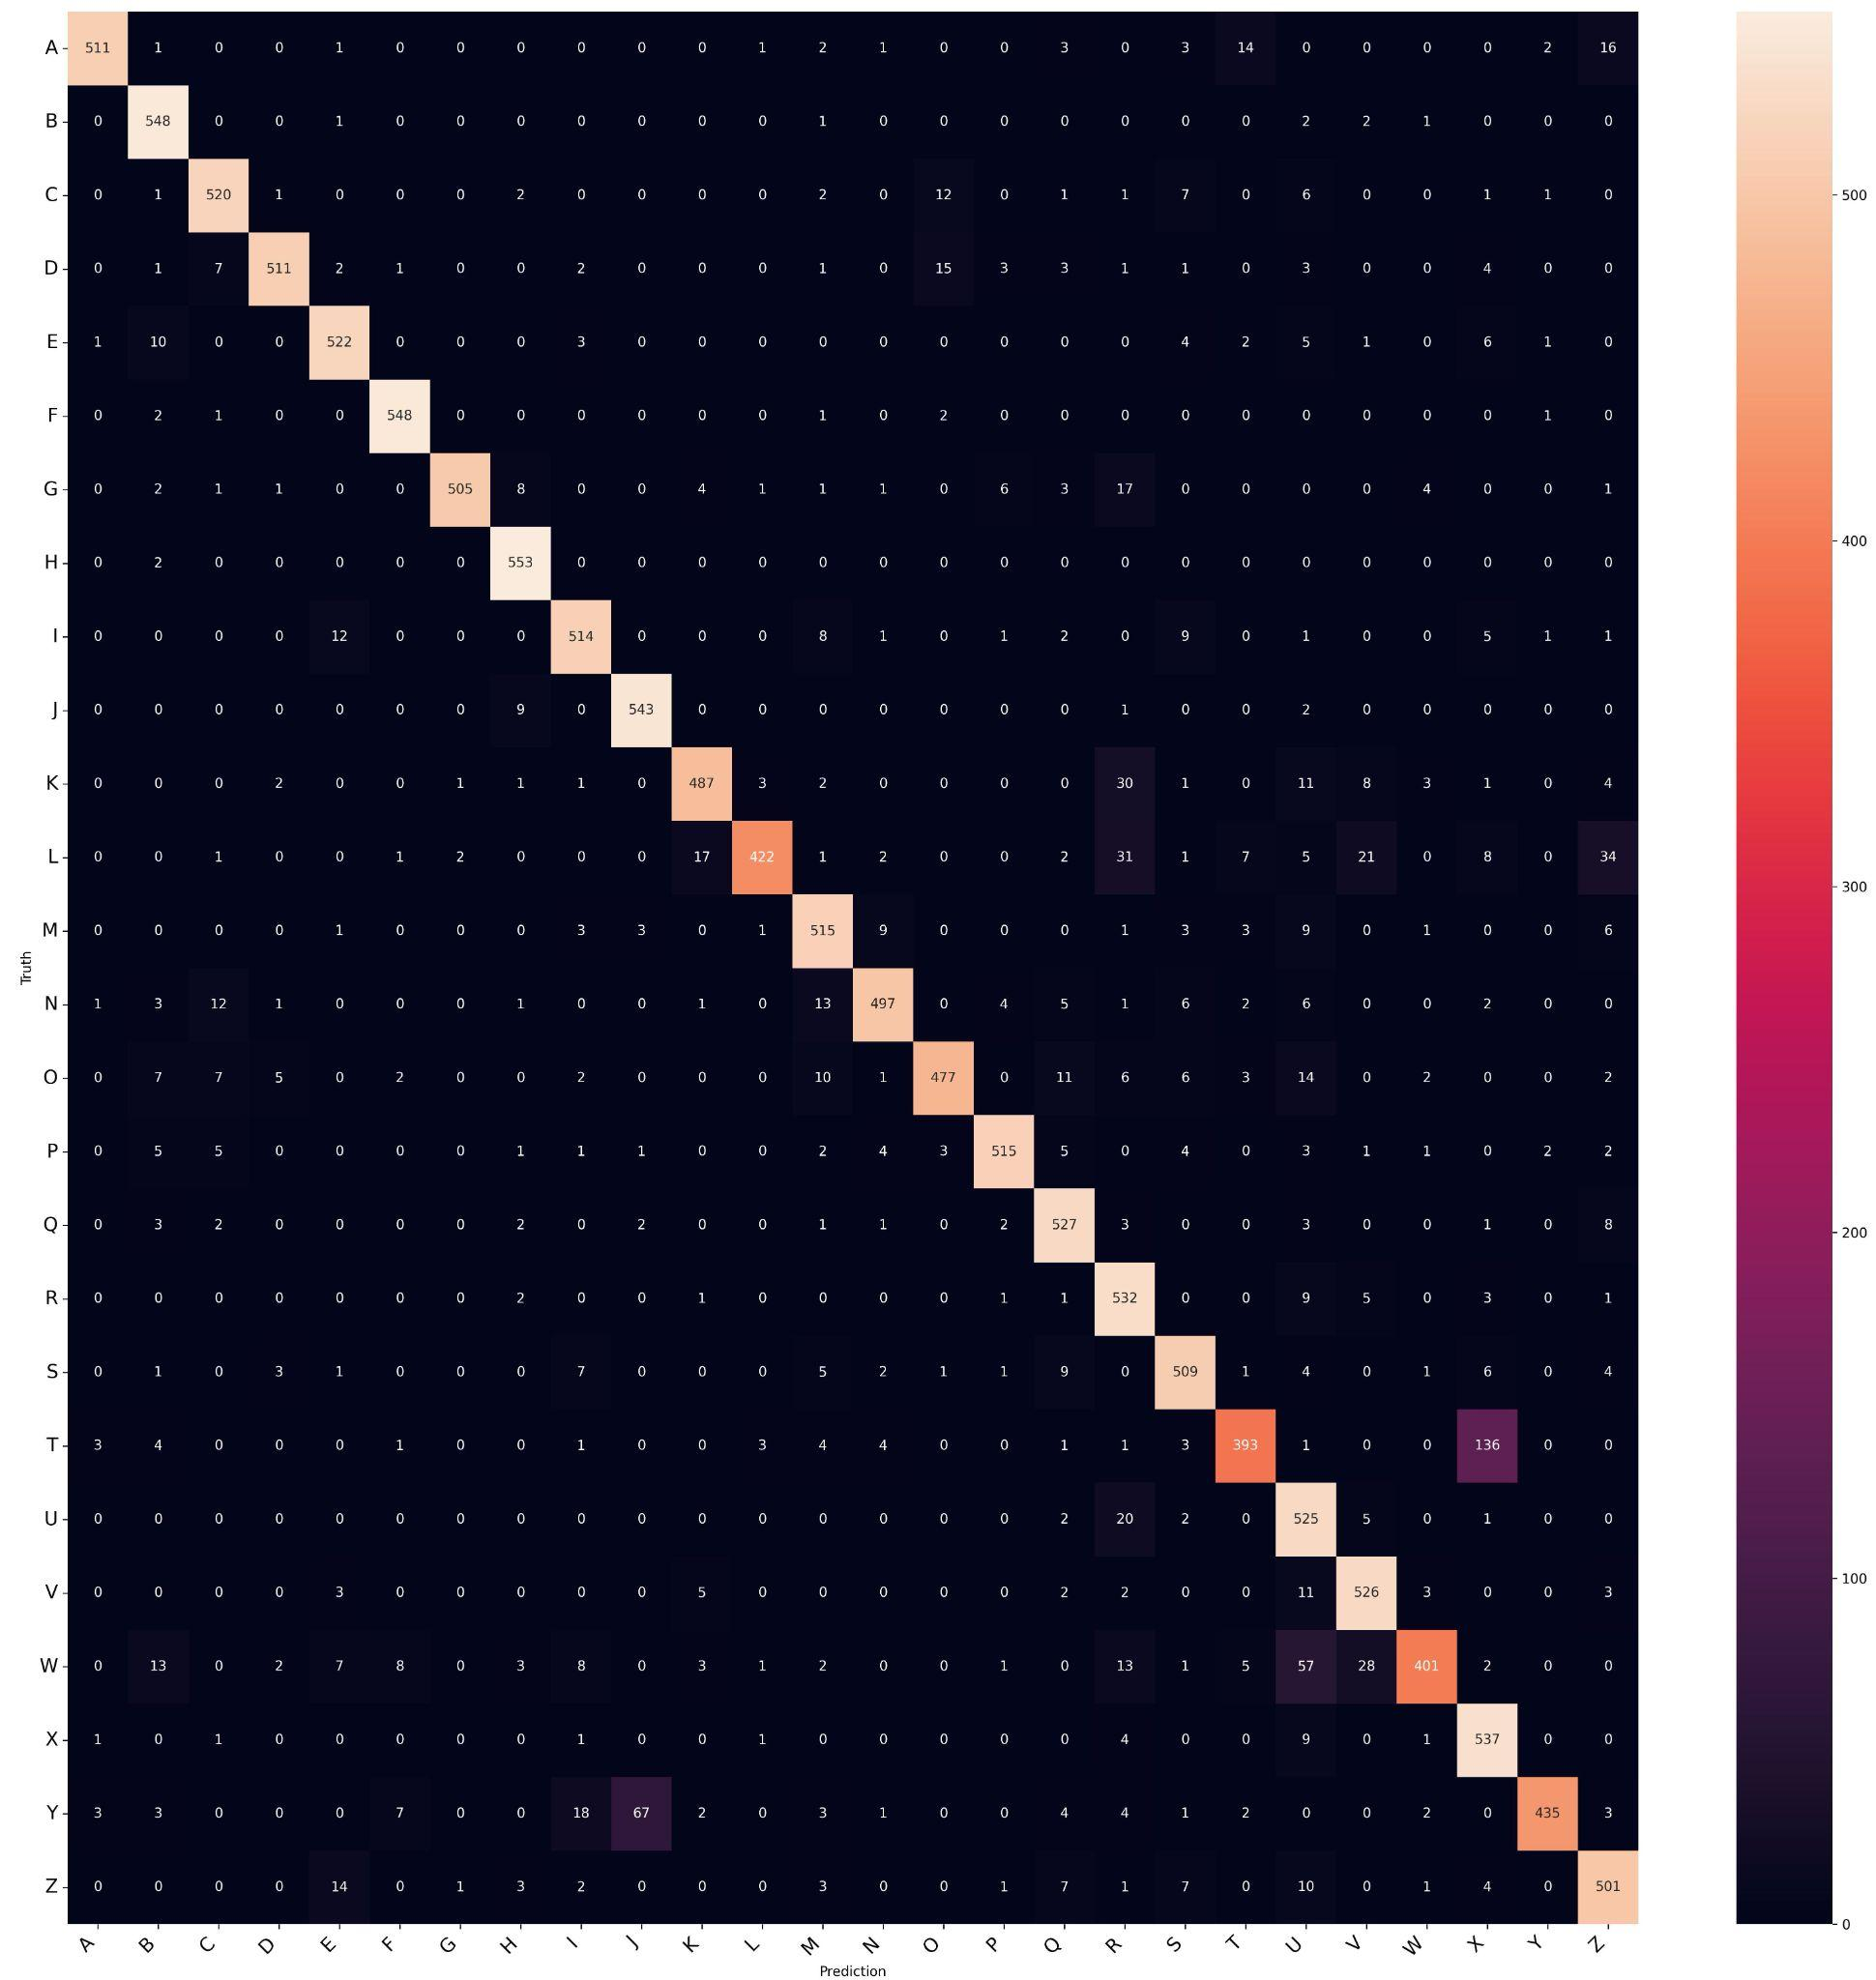 A 511 1 0 0 1 0 0 0 0 0 0 1 2 1 0 0 3 0 3 14 0 0 0 0 2 16
B 0 548 0 0 1 0 0 0 0 0 0 0 1 0 0 0 0 0 0 0 2 2 1 0 0 0
500
C 0 1 520 1 0 0 0 2 0 0 0 0 2 0 12 0 1 1 7 0 6 0 0 1 1 0
D 0 1 7 511 2 1 0 0 2 0 0 0 1 0 15 3 3 1 1 0 3 0 0 4 0 0
E 1 10 0 0 522 0 0 0 3 0 0 0 0 0 0 0 0 0 4 2 5 1 0 6 1 0
F 0 2 1 0 0 548 0 0 0 0 0 0 1 0 2 0 0 0 0 0 0 0 0 0 1 0
G 0 2 1 1 0 0 505 8 0 0 4 1 1 1 0 6 3 17 0 0 0 0 4 0 0 1
400
H 0 2 0 0 0 0 0 553 0 0 0 0 0 0 0 0 0 0 0 0 0 0 0 0 0 0
I 0 0 0 0 12 0 0 0 514 0 0 0 8 1 0 1 2 0 9 0 1 0 0 5 1 1
J 0 0 0 0 0 0 0 9 0 543 0 0 0 0 0 0 0 1 0 0 2 0 0 0 0 0
K 0 0 0 2 0 0 1 1 1 0 487 3 2 0 0 0 0 30 1 0 11 8 3 1 0 4
L 0 0 1 0 0 1 2 0 0 0 17 422 1 2 0 0 2 31 1 7 5 21 0 8 0 34
300
M 0 0 0 0 1 0 0 0 3 3 0 1 515 9 0 0 0 1 3 3 9 0 1 0 0 6
Truth
N 1 3 12 1 0 0 0 1 0 0 1 0 13 497 0 4 5 1 6 2 6 0 0 2 0 0
O 0 7 7 5 0 2 0 0 2 0 0 0 10 1 477 0 11 6 6 3 14 0 2 0 0 2
P 0 5 5 0 0 0 0 1 1 1 0 0 2 4 3 515 5 0 4 0 3 1 1 0 2 2
Q 0 3 2 0 0 0 0 2 0 2 0 0 1 1 0 2 527 3 0 0 3 0 0 1 0 8
200
R 0 0 0 0 0 0 0 2 0 0 1 0 0 0 0 1 1 532 0 0 9 5 0 3 0 1
S 0 1 0 3 1 0 0 0 7 0 0 0 5 2 1 1 9 0 509 1 4 0 1 6 0 4
T 3 4 0 0 0 1 0 0 1 0 0 3 4 4 0 0 1 1 3 393 1 0 0 136 0 0
U 0 0 0 0 0 0 0 0 0 0 0 0 0 0 0 0 2 20 2 0 525 5 0 1 0 0
100
V 0 0 0 0 3 0 0 0 0 0 5 0 0 0 0 0 2 2 0 0 11 526 3 0 0 3
W 0 13 0 2 7 8 0 3 8 0 3 1 2 0 0 1 0 13 1 5 57 28 401 2 0 0
X 1 0 1 0 0 0 0 0 1 0 0 1 0 0 0 0 0 4 0 0 9 0 1 537 0 0
Y 3 3 0 0 0 7 0 0 18 67 2 0 3 1 0 0 4 4 1 2 0 0 2 0 435 3
Z 0 0 0 0 14 0 1 3 2 0 0 0 3 0 0 1 7 1 7 0 10 0 1 4 0 501
0
A B C D E F G H I J K L M N O P Q R S T U V W X Y Z
Prediction